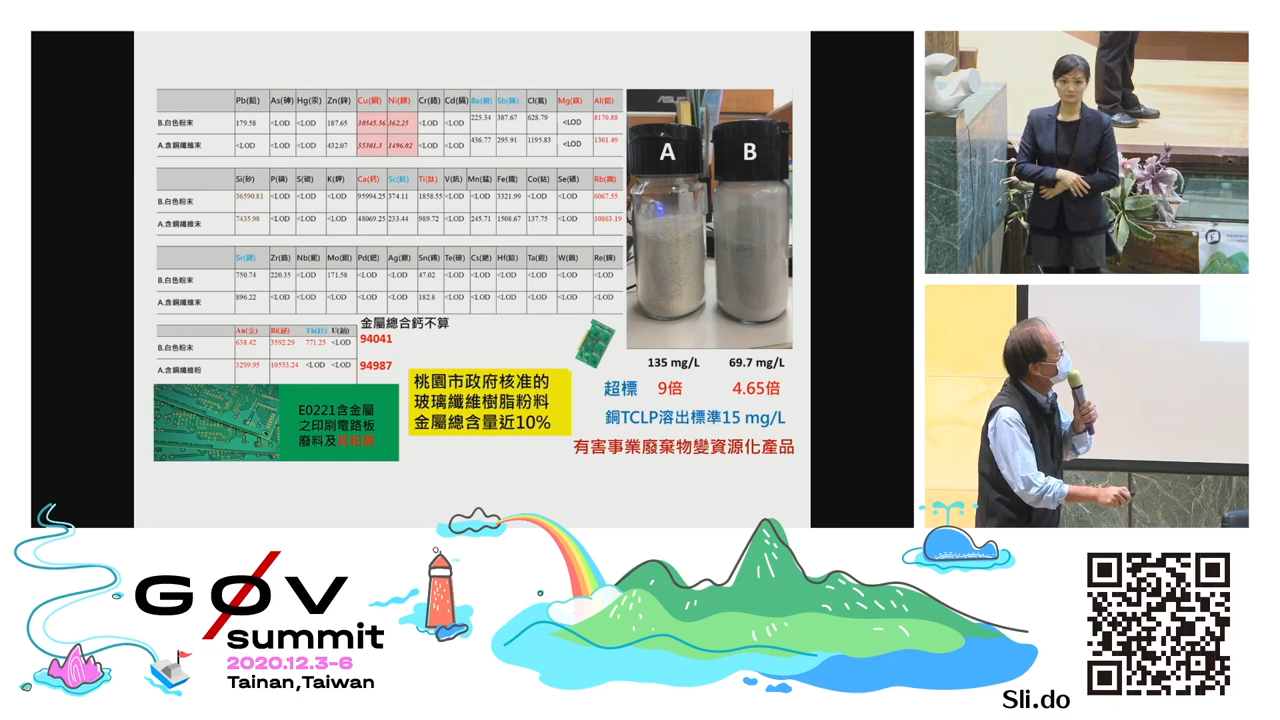 Pb(鉛) As(砷) Hg(汞) Zn(鋅) Cu(銅) Ni(鎳) Cr(鉻) Cd(鎘) Ba(鋇) Sb(銻) Cl(氯) Mg(鎂) Al(鋁)
B.白色粉末 179.58 <LOD <LOD 187.65 30545.56 362.25 <LOD <LOD 225.34 387.67 628.79 <LOD 8170.88
A.含銅纖維末 <LOD <LOD <LOD 432.07 55301.3 1496.02 <LOD <LOD 436.77 295.91 1195.83 <LOD 1301.49
Si(矽) P(磷) S(硫) K(鉀) Ca(鈣) Sc(鈧) Ti(鈦) V(釩) Mn(錳) Fe(鐵) Co(鈷) Se(硒) Rb(銣)
B.白色粉末 36590.81 <LOD <LOD <LOD 95994.25 374.11 1858.55 <LOD <LOD 3321.99 <LOD <LOD 6067.55
A.含銅纖維末 7435.98 <LOD <LOD <LOD 48069.25 233.44 989.72 <LOD 245.71 1508.67 137.75 <LOD 10863.19
Sr(鍶) Zr(鋯) Nb(鈮) Mo(鉬) Pd(鈀) Ag(銀) Sn(錫) Te(碲) Cs(銫) Hf(鉿) Ta(鉭) W(鎢) Re(錸)
B.白色粉末 750.74 220.35 <LOD 171.58 <LOD <LOD 47.02 <LOD <LOD <LOD <LOD <LOD <LOD
A.含銅纖維末 896.22 <LOD <LOD <LOD <LOD <LOD 182.8 <LOD <LOD <LOD <LOD <LOD <LOD
Au(金) Bi(鉍) Th(釷) U(鈾)
B.白色粉末 638.42 3592.29 771.25 <LOD
A.含銅纖維粉 3299.95 10553.24 <LOD <LOD
金屬總合鈣不算
94041
94987
E0221含金屬
之印刷電路板
廢料及其粉屑
桃園市政府核准的
玻璃纖維樹脂粉料
金屬總含量近10%
ASUS
A B
135 mg/L 69.7 mg/L
超標 9倍 4.65倍
銅TCLP溶出標準15 mg/L
有害事業廢棄物變資源化產品
GØV
summit
2020.12.3-6
Tainan,Taiwan
Sli.do